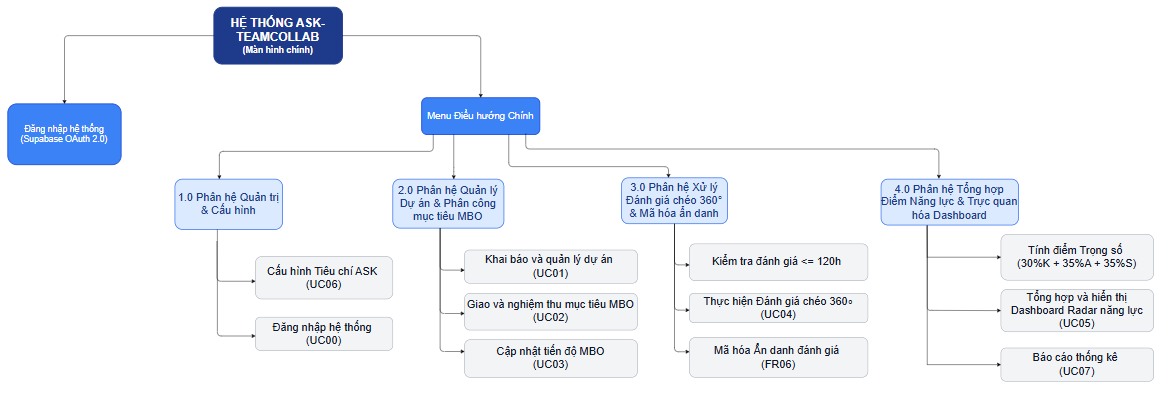 HỆ THỐNG ASK-
TEAMCOLLAB
(Màn hình chính)
Đăng nhập hệ thống
(Supabase OAuth 2.0)
Menu Điều hướng Chính
1.0 Phân hệ Quản trị
& Cấu hình
Cấu hình Tiêu chí ASK
(UC06)
Đăng nhập hệ thống
(UC00)
2.0 Phân hệ Quản lý
Dự án & Phân công
mục tiêu MBO
Khai báo và quản lý dự án
(UC01)
Giao và nghiệm thu mục tiêu MBO
(UC02)
Cập nhật tiến độ MBO
(UC03)
3.0 Phân hệ Xử lý
Đánh giá chéo 360°
& Mã hóa ẩn danh
Kiểm tra đánh giá <= 120h
Thực hiện Đánh giá chéo 360∘
(UC04)
Mã hóa Ẩn danh đánh giá
(FR06)
4.0 Phân hệ Tổng hợp
Điểm Năng lực & Trực quan
hóa Dashboard
Tính điểm Trọng số
(30%K + 35%A + 35%S)
Tổng hợp và hiển thị
Dashboard Radar năng lực
(UC05)
Báo cáo thống kê
(UC07)